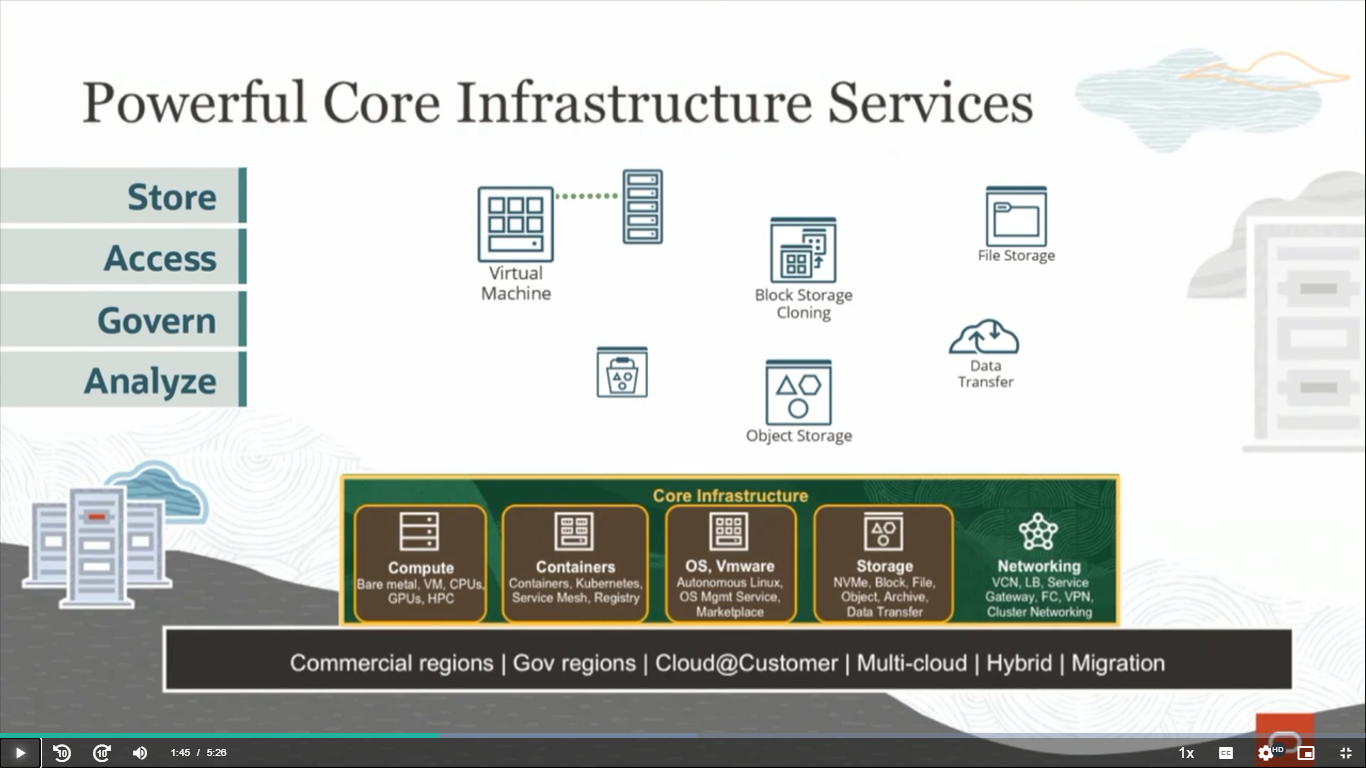 Powerful Core Infrastructure Services
Store
Access
Govern
Analyze
Virtual
Machine
Block Storage
Cloning
File Storage
Data
Transfer
Object Storage
Core Infrastructure
Compute
Bare metal, VM, CPUs,
GPUs, HPC
Containers
Containers, Kubernetes,
Service Mesh, Registry
OS, Vmware
Autonomous Linux,
OS Mgmt Service,
Marketplace
Storage
NVMe, Block, File,
Object, Archive,
Data Transfer
Networking
VCN, LB, Service
Gateway, FC, VPN,
Cluster Networking
Commercial regions | Gov regions | Cloud@Customer | Multi-cloud | Hybrid | Migration
10
10
1:45 / 5:26
1x
CC
HD